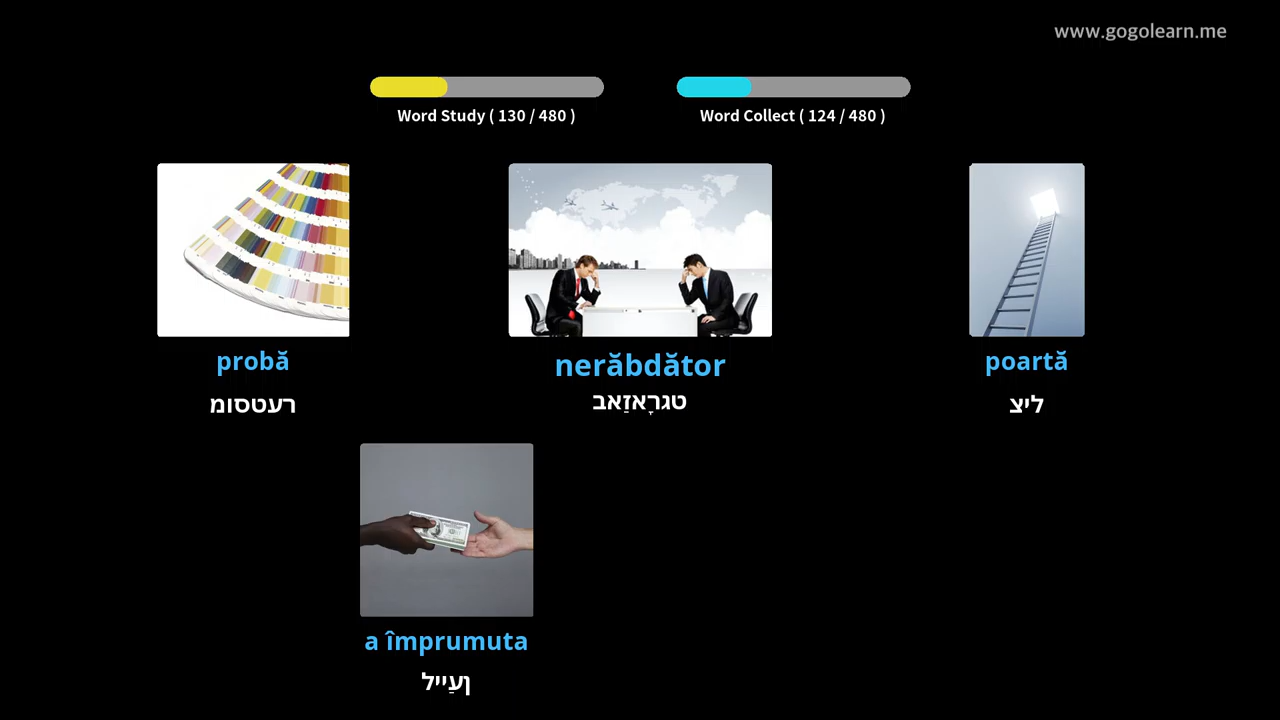 www.gogolearn.me
Word Study ( 130 / 480 )
Word Collect ( 124 / 480 )
probă
רעטסומ
nerăbdător
טגרָאזַאב
poartă
ליצ
a împrumuta
ןעַייל